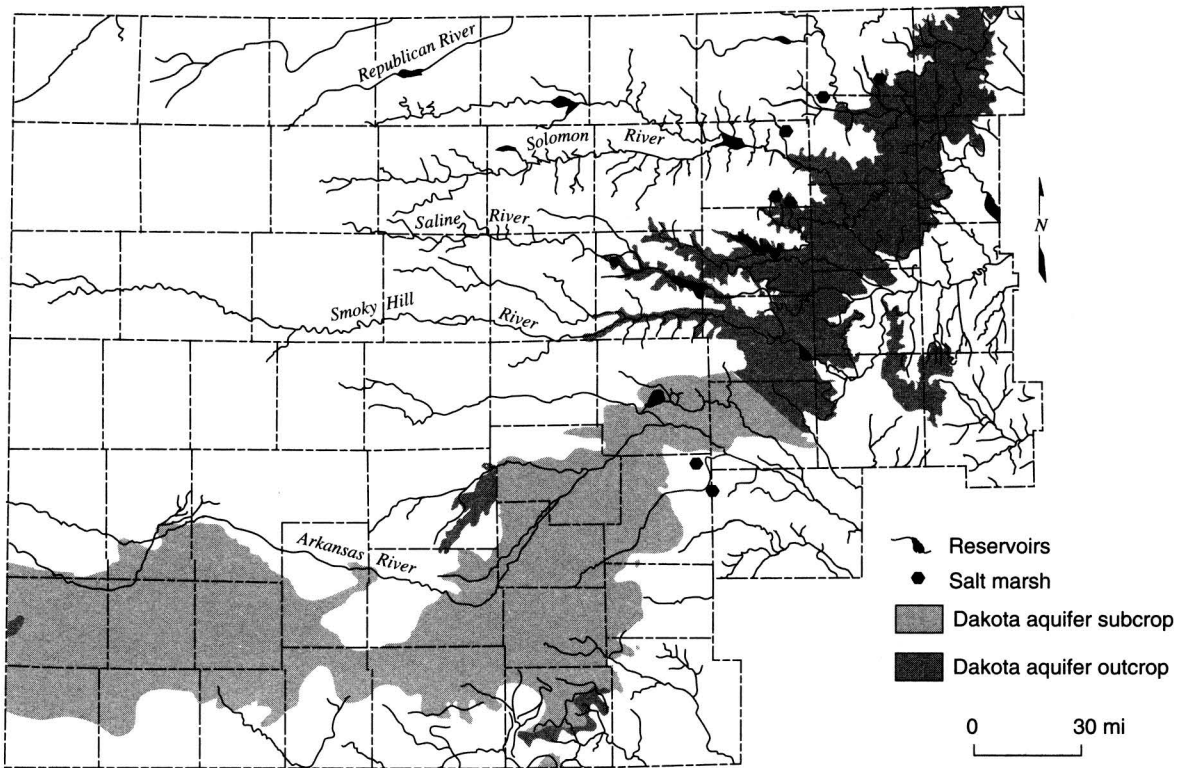 Republican River
Solomon River
Saline River
N
Smoky Hill River
Arkansas River
Reservoirs
Salt marsh
Dakota aquifer subcrop
Dakota aquifer outcrop
0 30 mi